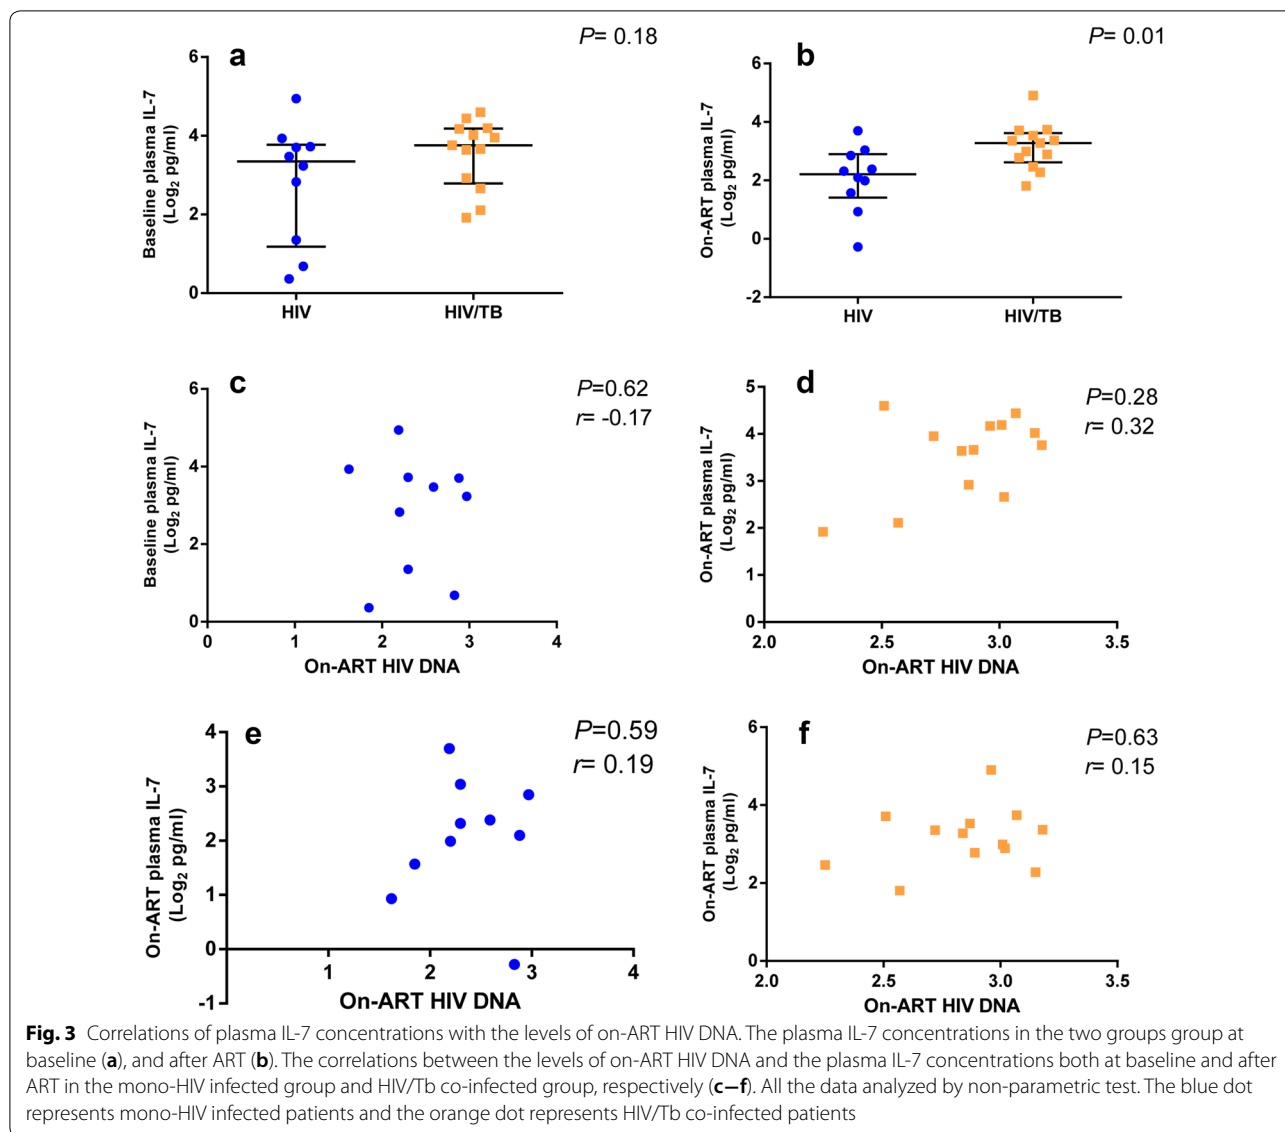 a
P= 0.18
Baseline plasma IL-7
(Log2 pg/ml)
6
4
2
0
HIV
HIV/TB
b
P= 0.01
On-ART plasma IL-7
(Log2 pg/ml)
6
4
2
0
-2
HIV
HIV/TB
c
P=0.62
r= -0.17
Baseline plasma IL-7
(Log2 pg/ml)
6
4
2
0
0 1 2 3 4
On-ART HIV DNA
d
P=0.28
r= 0.32
On-ART plasma IL-7
(Log2 pg/ml)
5
4
3
2
1
0
2.0 2.5 3.0 3.5
On-ART HIV DNA
e
P=0.59
r= 0.19
On-ART plasma IL-7
(Log2 pg/ml)
4
3
2
1
0
-1
1 2 3 4
On-ART HIV DNA
f
P=0.63
r= 0.15
On-ART plasma IL-7
(Log2 pg/ml)
6
4
2
0
2.0 2.5 3.0 3.5
On-ART HIV DNA
Fig. 3 Correlations of plasma IL-7 concentrations with the levels of on-ART HIV DNA. The plasma IL-7 concentrations in the two groups group at
baseline (a), and after ART (b). The correlations between the levels of on-ART HIV DNA and the plasma IL-7 concentrations both at baseline and after
ART in the mono-HIV infected group and HIV/Tb co-infected group, respectively (c–f). All the data analyzed by non-parametric test. The blue dot
represents mono-HIV infected patients and the orange dot represents HIV/Tb co-infected patients